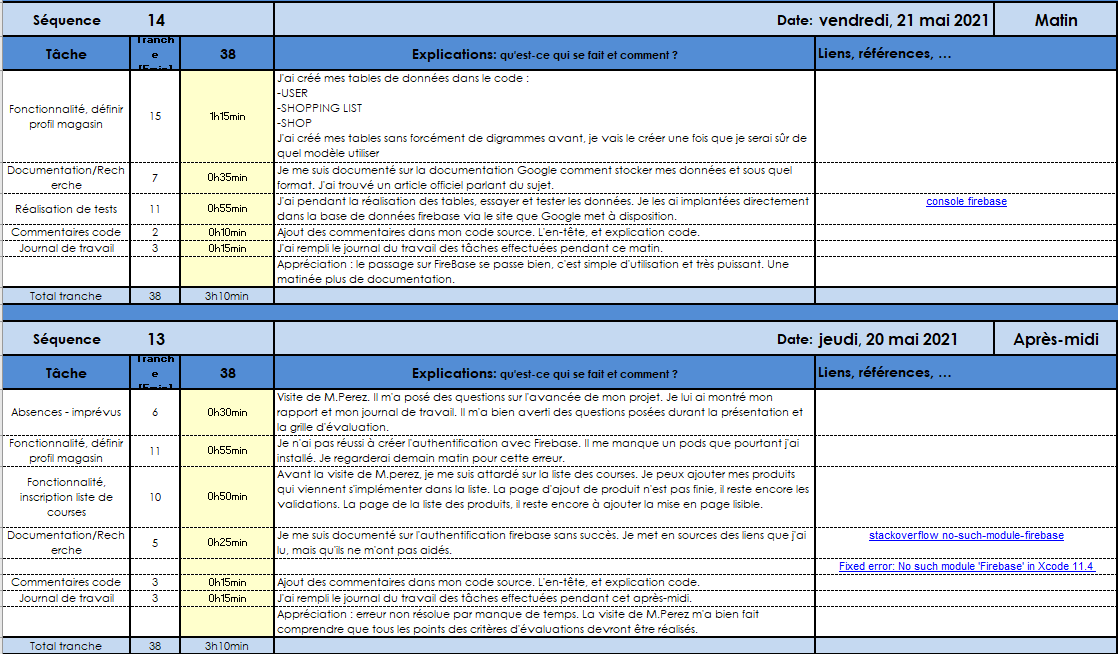 Séquence 14 Date: vendredi, 21 mai 2021 Matin
Tâche Tranch e [5min] 38 Explications: qu'est-ce qui se fait et comment ? Liens, références, ...
Fonctionnalité, définir profil magasin 15 1h15min
J'ai créé mes tables de données dans le code :
-USER
-SHOPPING LIST
-SHOP
J'ai créé mes tables sans forcément de digrammes avant, je vais le créer une fois que je serai sûr de
quel modèle utiliser
Documentation/Rech erche 7 0h35min
Je me suis documenté sur la documentation Google comment stocker mes données et sous quel
format. J'ai trouvé un article officiel parlant du sujet.
Réalisation de tests 11 0h55min
J'ai pendant la réalisation des tables, essayer et tester les données. Je les ai implantées directement
dans la base de données firebase via le site que Google met à disposition.
console firebase
Commentaires code 2 0h10min Ajout des commentaires dans mon code source. L'en-tête, et explication code.
Journal de travail 3 0h15min J'ai rempli le journal du travail des tâches effectuées pendant ce matin.
Appréciation : le passage sur FireBase se passe bien, c'est simple d'utilisation et très puissant. Une
matinée plus de documentation.
Total tranche 38 3h10min
Séquence 13 Date: jeudi, 20 mai 2021 Après-midi
Tâche Tranch e [5min] 38 Explications: qu'est-ce qui se fait et comment ? Liens, références, ...
Absences - imprévus 6 0h30min
Visite de M.Perez. Il m'a posé des questions sur l'avancée de mon projet. Je lui ai montré mon
rapport et mon journal de travail. Il m'a bien averti des questions posées durant la présentation et
la grille d'évaluation.
Fonctionnalité, définir profil magasin 11 0h55min
Je n'ai pas réussi à créer l'authentification avec Firebase. Il me manque un pods que pourtant j'ai
installé. Je regarderai demain matin pour cette erreur.
Fonctionnalité, inscription liste de courses 10 0h50min
Avant la visite de M.perez, je me suis attardé sur la liste des courses. Je peux ajouter mes produits
qui viennent s'implémenter dans la liste. La page d'ajout de produit n'est pas finie, il reste encore les
validations. La page de la liste des produits, il reste encore à ajouter la mise en page lisible.
Documentation/Rech erche 5 0h25min
Je me suis documenté sur l'authentification firebase sans succès. Je met en sources des liens que j'ai
lu, mais qu'ils ne m'ont pas aidés.
stackoverflow no-such-module-firebase
Fixed error: No such module 'Firebase' in Xcode 11.4
Commentaires code 3 0h15min Ajout des commentaires dans mon code source. L'en-tête, et explication code.
Journal de travail 3 0h15min J'ai rempli le journal du travail des tâches effectuées pendant cet après-midi.
Appréciation : erreur non résolue par manque de temps. La visite de M.Perez m'a bien fait
comprendre que tous les points des critères d'évaluations devront être réalisés.
Total tranche 38 3h10min